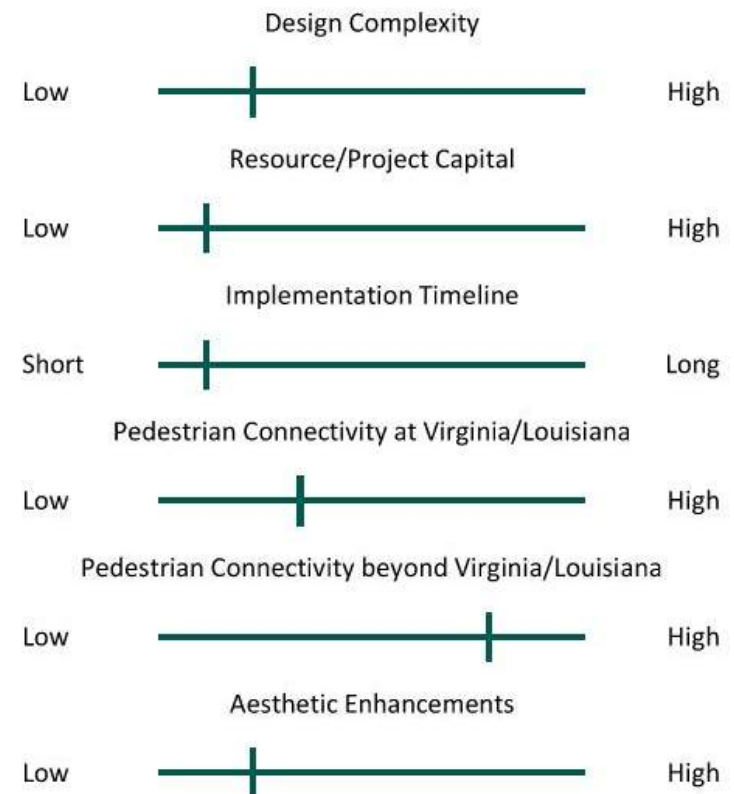 Design Complexity
Low High
Resource/Project Capital
Low High
Implementation Timeline
Short Long
Pedestrian Connectivity at Virginia/Louisiana
Low High
Pedestrian Connectivity beyond Virginia/Louisiana
Low High
Aesthetic Enhancements
Low High